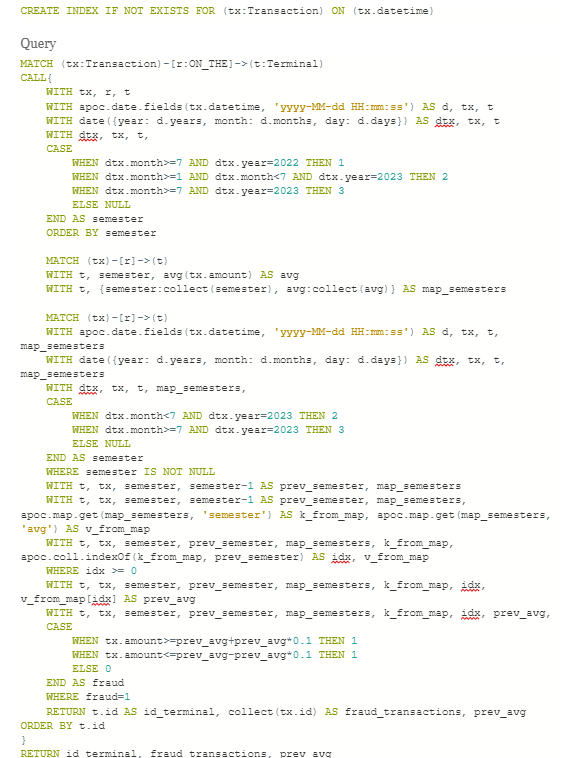 CREATE INDEX IF NOT EXISTS FOR (tx:Transaction) ON (tx.datetime)
Query
MATCH (tx:Transaction)-[r:ON_THE]->(t:Terminal)
CALL{
WITH tx, r, t
WITH apoc.date.fields(tx.datetime, 'yyyy-MM-dd HH:mm:ss') AS d, tx, t
WITH date({year: d.years, month: d.months, day: d.days}) AS dtx, tx, t
WITH dtx, tx, t,
CASE
WHEN dtx.month>=7 AND dtx.year=2022 THEN 1
WHEN dtx.month>=1 AND dtx.month<7 AND dtx.year=2023 THEN 2
WHEN dtx.month>=7 AND dtx.year=2023 THEN 3
ELSE NULL
END AS semester
ORDER BY semester
MATCH (tx)-[r]->(t)
WITH t, semester, avg(tx.amount) AS avg
WITH t, {semester:collect(semester), avg:collect(avg)} AS map_semesters
MATCH (tx)-[r]->(t)
WITH apoc.date.fields(tx.datetime, 'yyyy-MM-dd HH:mm:ss') AS d, tx, t,
map_semesters
WITH date({year: d.years, month: d.months, day: d.days}) AS dtx, tx, t,
map_semesters
WITH dtx, tx, t, map_semesters,
CASE
WHEN dtx.month<7 AND dtx.year=2023 THEN 2
WHEN dtx.month>=7 AND dtx.year=2023 THEN 3
ELSE NULL
END AS semester
WHERE semester IS NOT NULL
WITH t, tx, semester, semester-1 AS prev_semester, map_semesters
WITH t, tx, semester, semester-1 AS prev_semester, map_semesters,
apoc.map.get(map_semesters, 'semester') AS k_from_map, apoc.map.get(map_semesters,
'avg') AS v_from_map
WITH t, tx, semester, prev_semester, map_semesters, k_from_map,
apoc.coll.indexOf(k_from_map, prev_semester) AS idx, v_from_map
WHERE idx >= 0
WITH t, tx, semester, prev_semester, map_semesters, k_from_map, idx,
v_from_map[idx] AS prev_avg
WITH t, tx, semester, prev_semester, map_semesters, k_from_map, idx, prev_avg,
CASE
WHEN tx.amount>=prev_avg+prev_avg*0.1 THEN 1
WHEN tx.amount<=prev_avg-prev_avg*0.1 THEN 1
ELSE 0
END AS fraud
WHERE fraud=1
RETURN t.id AS id_terminal, collect(tx.id) AS fraud_transactions, prev_avg
ORDER BY t.id
}
RETURN id_terminal, fraud_transactions, prev_avg